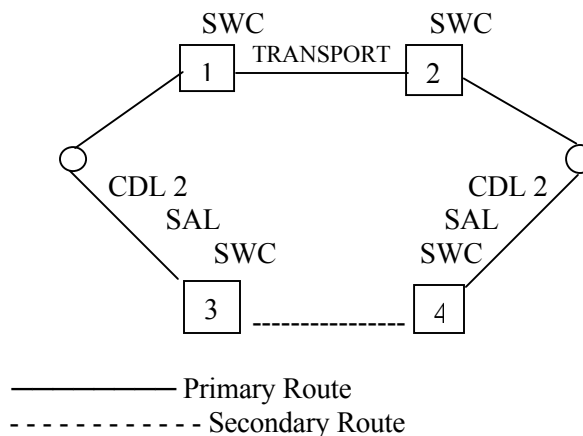 SWC SWC
1 TRANSPORT 2
CDL 2 CDL 2
SAL SAL
SWC SWC
3 4
Primary Route
Secondary Route